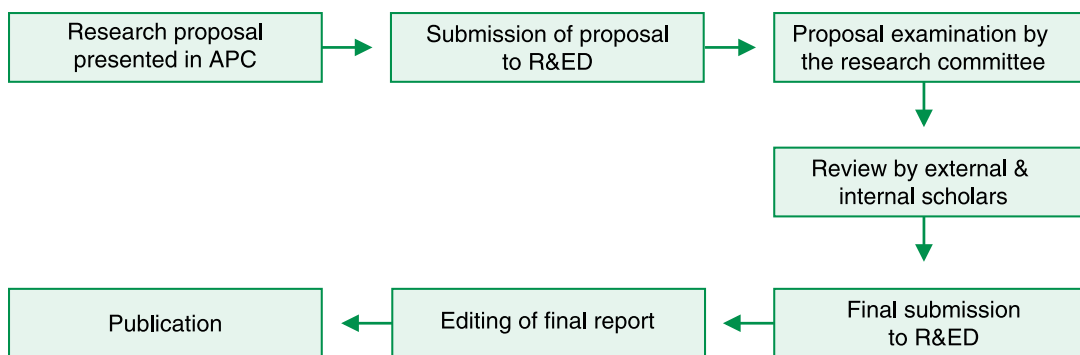 Research proposal
presented in APC
Submission of proposal
to R&ED
Proposal examination by
the research committee
Review by external &
internal scholars
Final submission
to R&ED
Editing of final report
Publication